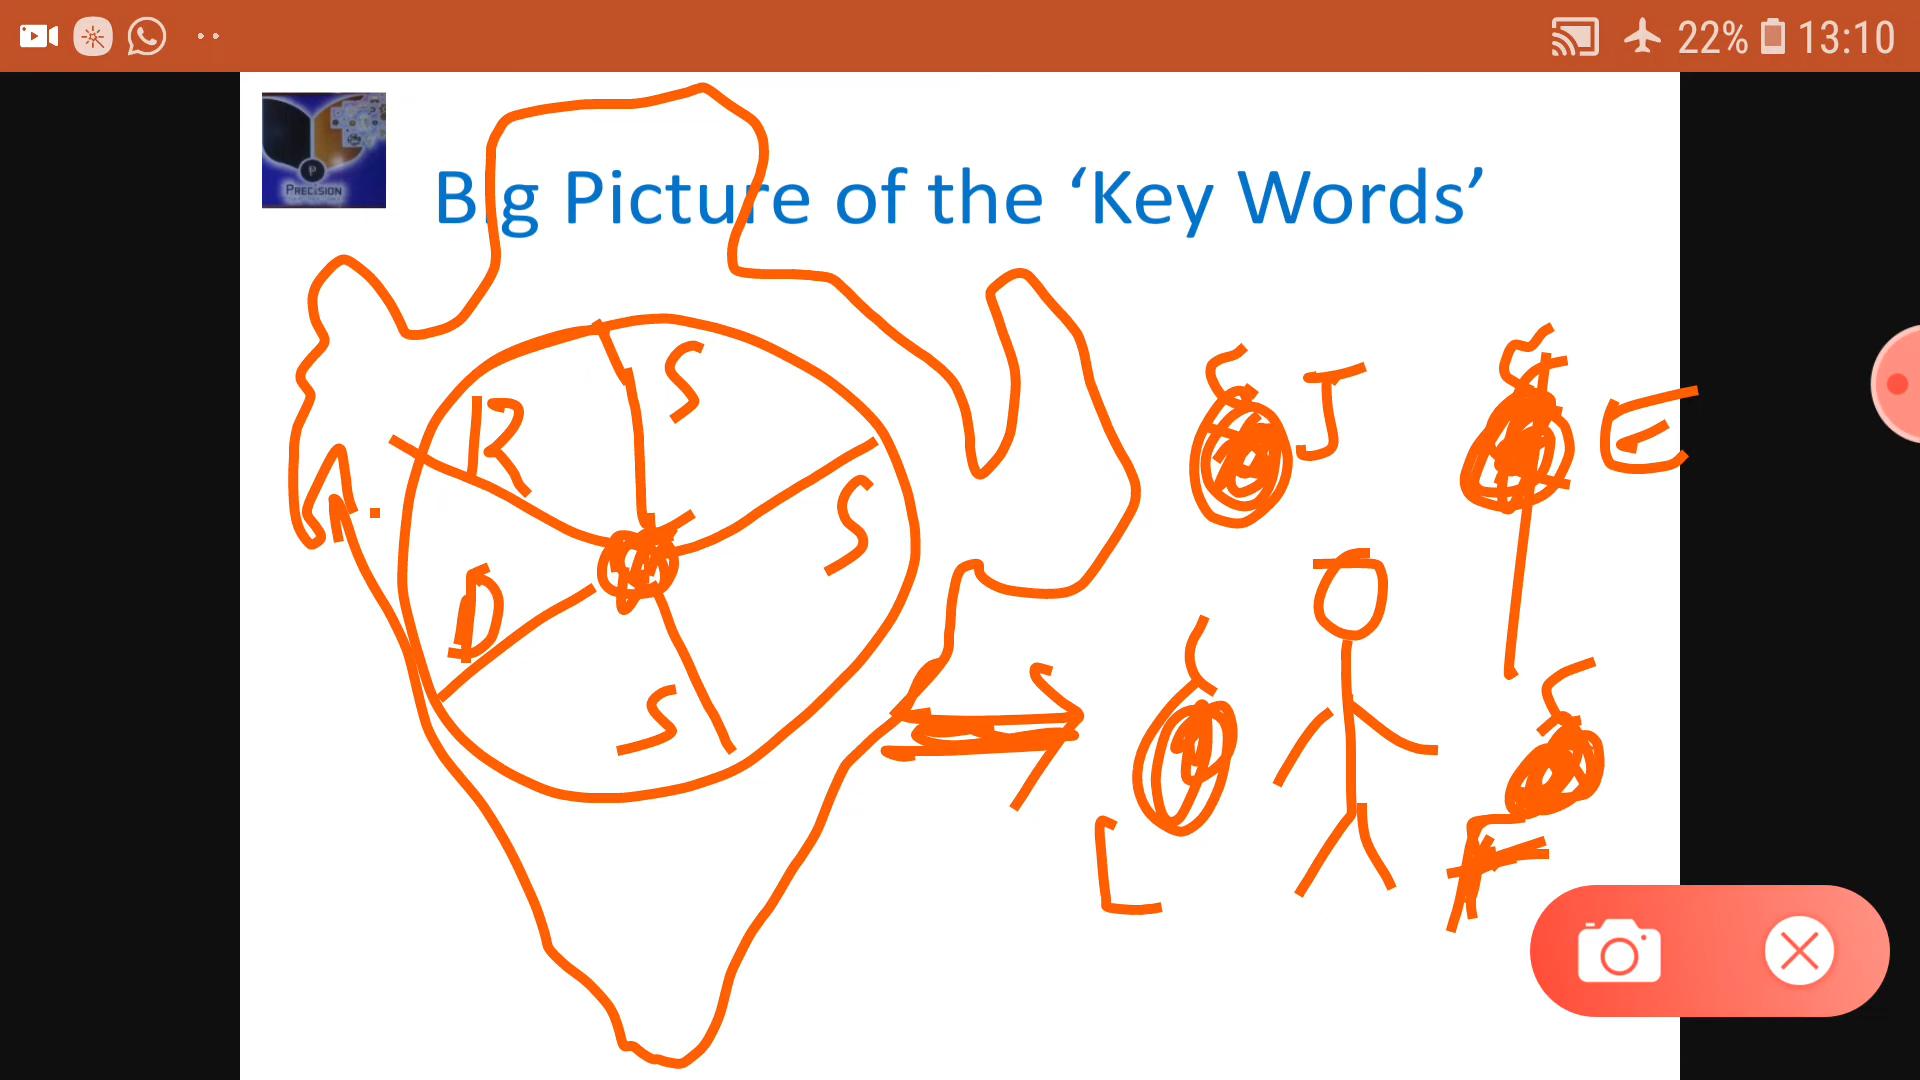 22% 13:10
P
PRECISION
Big Picture of the ‘Key Words’
S
R
S
D
S
J
E
L
F